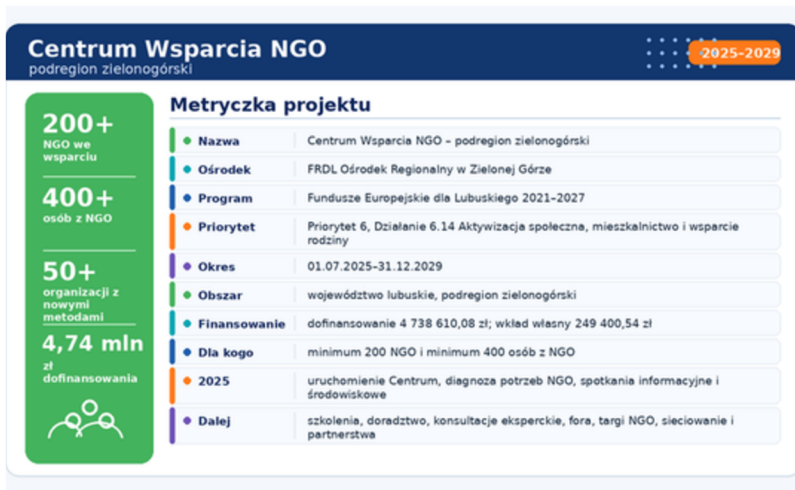 Centrum Wsparcia NGO
podregion zielonogórski
2025–2029
200+
NGO we
wsparciu
400+
osób z NGO
50+
organizacji z
nowymi
metodami
4,74 mln
zł
dofinansowania
Metryczka projektu
Nazwa Centrum Wsparcia NGO – podregion zielonogórski
Ośrodek FRDL Ośrodek Regionalny w Zielonej Górze
Program Fundusze Europejskie dla Lubuskiego 2021–2027
Priorytet Priorytet 6, Działanie 6.14 Aktywizacja społeczna, mieszkalnictwo i wsparcie
rodziny
Okres 01.07.2025–31.12.2029
Obszar województwo lubuskie, podregion zielonogórski
Finansowanie dofinansowanie 4 738 610,08 zł; wkład własny 249 400,54 zł
Dla kogo minimum 200 NGO i minimum 400 osób z NGO
2025 uruchomienie Centrum, diagnoza potrzeb NGO, spotkania informacyjne i
środowiskowe
Dalej szkolenia, doradztwo, konsultacje eksperckie, fora, targi NGO, sieciowanie i
partnerstwa